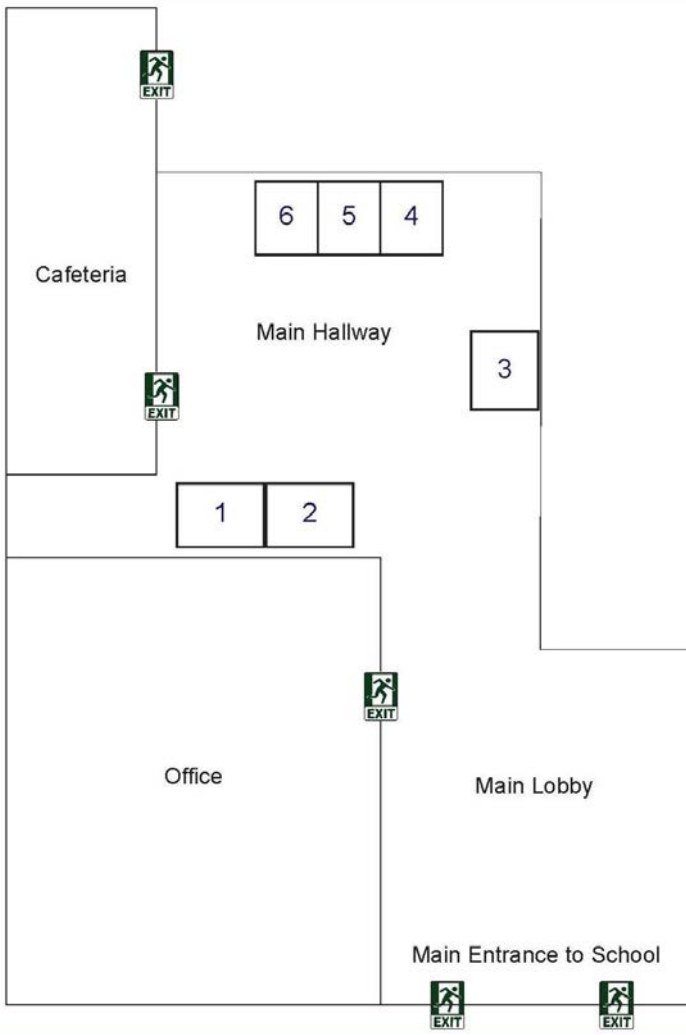 EXIT
6 5 4
Cafeteria
Main Hallway
3
EXIT
1 2
EXIT
Office
Main Lobby
Main Entrance to School
EXIT EXIT